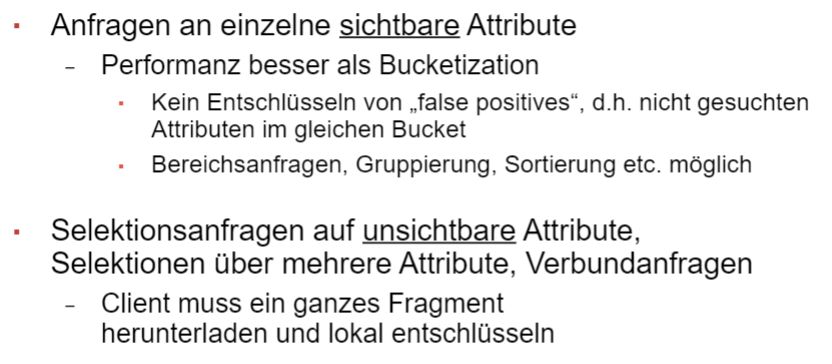 ▪ Anfragen an einzelne sichtbare Attribute
– Performanz besser als Bucketization
▪ Kein Entschlüsseln von „false positives“, d.h. nicht gesuchten
Attributen im gleichen Bucket
▪ Bereichsanfragen, Gruppierung, Sortierung etc. möglich
▪ Selektionsanfragen auf unsichtbare Attribute,
Selektionen über mehrere Attribute, Verbundanfragen
– Client muss ein ganzes Fragment
herunterladen und lokal entschlüsseln